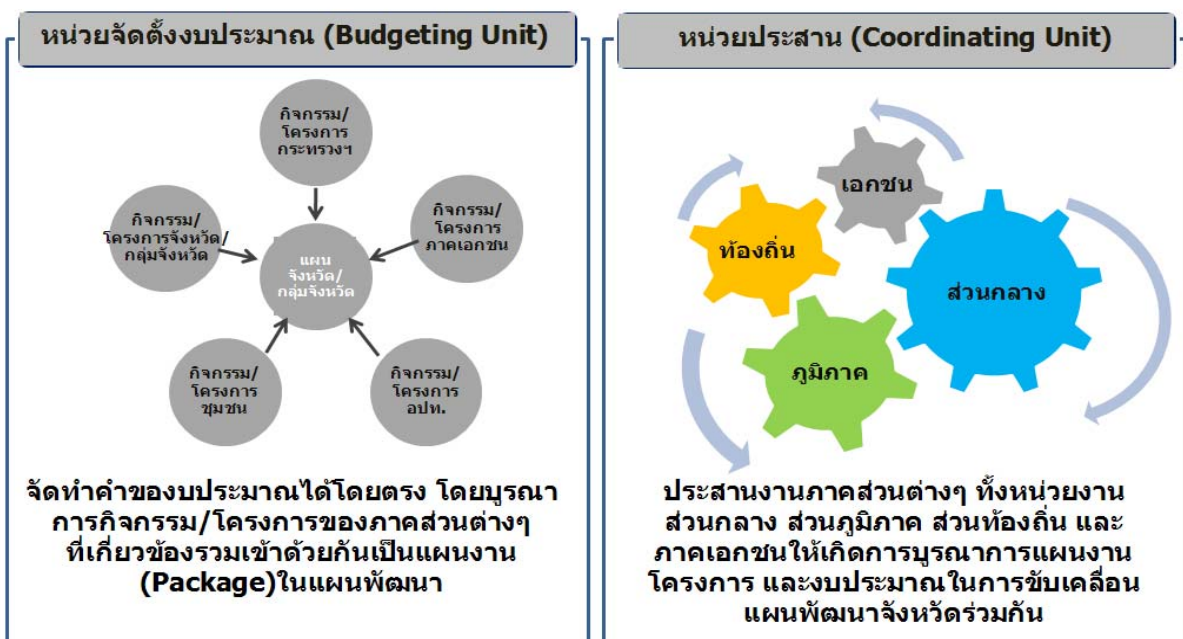 หน่วยจัดตั้งงบประมาณ (Budgeting Unit)
กิจกรรม/
โครงการ
กระทรวงฯ
กิจกรรม/
โครงการจังหวัด/
กลุ่มจังหวัด
กิจกรรม/
โครงการ
ภาคเอกชน
แผน
จังหวัด/
กลุ่มจังหวัด
กิจกรรม/
โครงการ
ชุมชน
กิจกรรม/
โครงการ
อปท.
จัดทำคำของบประมาณได้โดยตรง โดยบูรณา
การกิจกรรม/โครงการของภาคส่วนต่างๆ
ที่เกี่ยวข้องรวมเข้าด้วยกันเป็นแผนงาน
(Package)ในแผนพัฒนา
หน่วยประสาน (Coordinating Unit)
เอกชน
ท้องถิ่น
ส่วนกลาง
ภูมิภาค
ประสานงานภาคส่วนต่างๆ ทั้งหน่วยงาน
ส่วนกลาง ส่วนภูมิภาค ส่วนท้องถิ่น และ
ภาคเอกชนให้เกิดการบูรณาการแผนงาน
โครงการ และงบประมาณในการขับเคลื่อน
แผนพัฒนาจังหวัดร่วมกัน